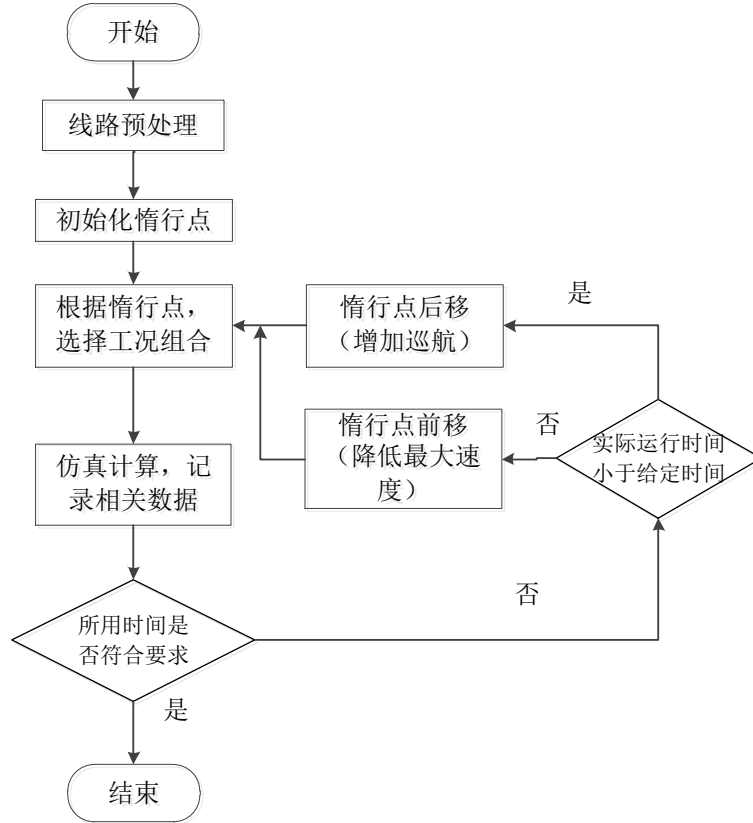 开始
线路预处理
初始化惰行点
根据惰行点，
选择工况组合
惰行点后移
（增加巡航）
是
惰行点前移
（降低最大速
度）
否
实际运行时间
小于给定时间
仿真计算，记
录相关数据
否
所用时间是
否符合要求
是
结束